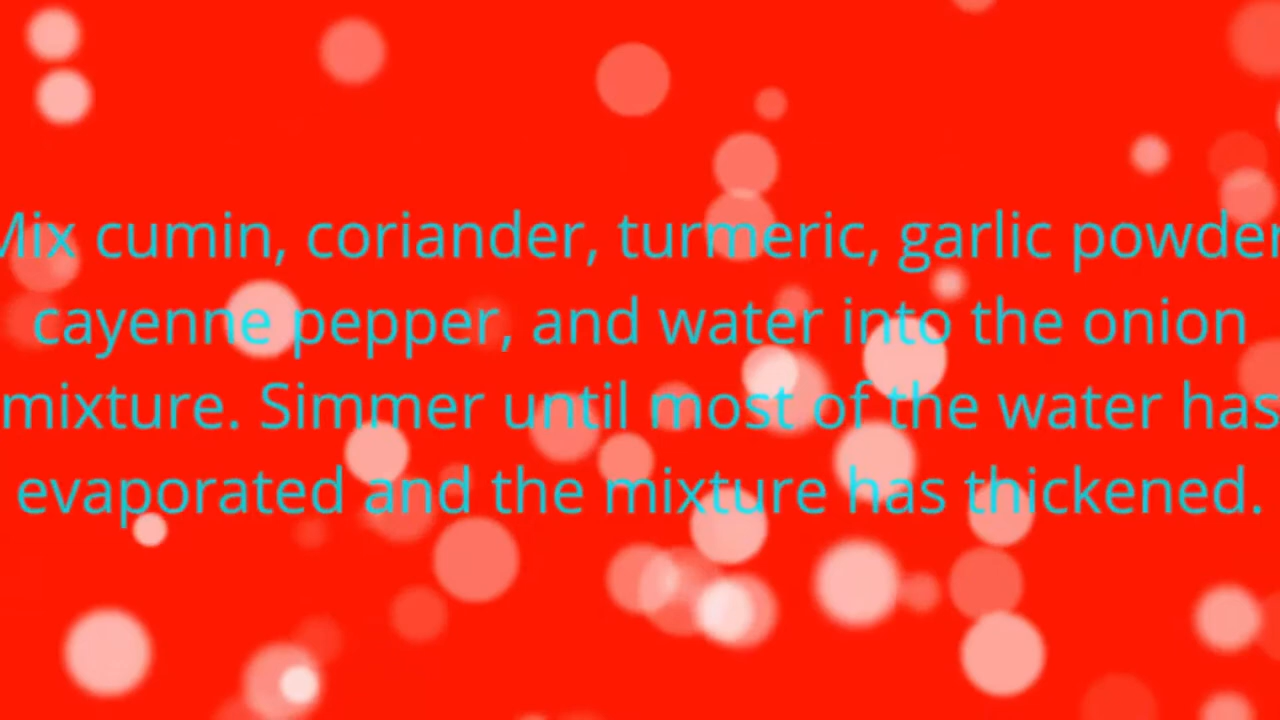 Mix cumin, coriander, turmeric, garlic powder
cayenne pepper, and water into the onion
mixture. Simmer until most of the water has
evaporated and the mixture has thickened.